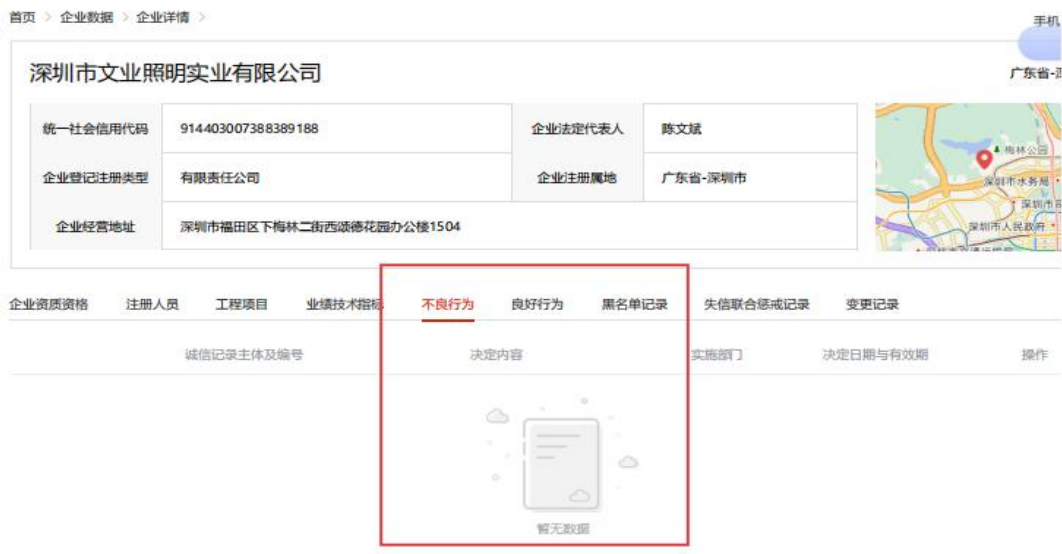 首页 > 企业数据 > 企业详情 >
手机
深圳市文业照明实业有限公司
广东省-深
统一社会信用代码 914403007388389188 企业法定代表人 陈文斌
企业登记注册类型 有限责任公司 企业注册属地 广东省-深圳市
企业经营地址 深圳市福田区下梅林二街西颂德花园办公楼1504
梅林公园
深圳市水务局
深圳市
深圳市人民政府
企业资质资格 注册人员 工程项目 业绩技术指标 不良行为 良好行为 黑名单记录 失信联合惩戒记录 变更记录
诚信记录主体及编号 决定内容 实施部门 决定日期与有效期 操作
暂无数据